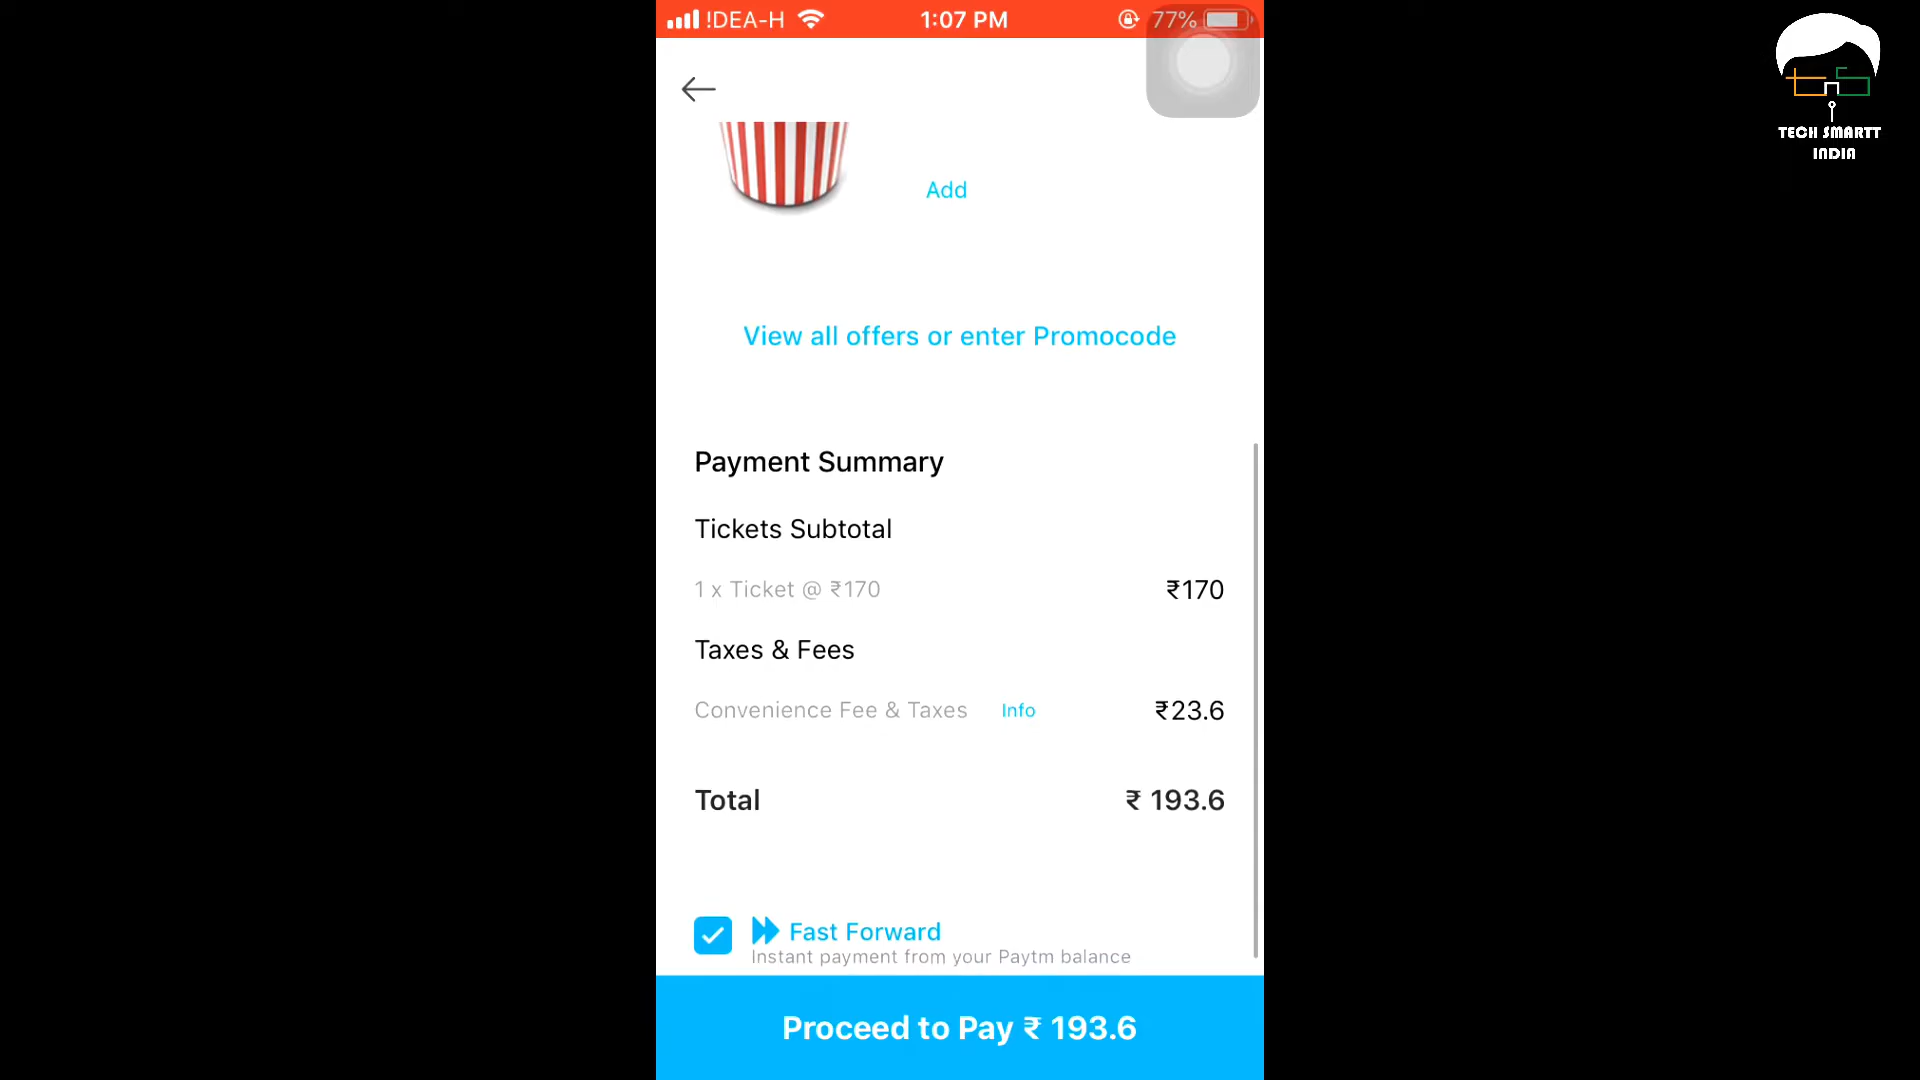 !DEA-H 1:07 PM 77%
TECH SMARTT
INDIA
Add
View all offers or enter Promocode
Payment Summary
Tickets Subtotal
1 x Ticket @ ₹170 ₹170
Taxes & Fees
Convenience Fee & Taxes Info ₹23.6
Total ₹ 193.6
Fast Forward
Instant payment from your Paytm balance
Proceed to Pay ₹ 193.6